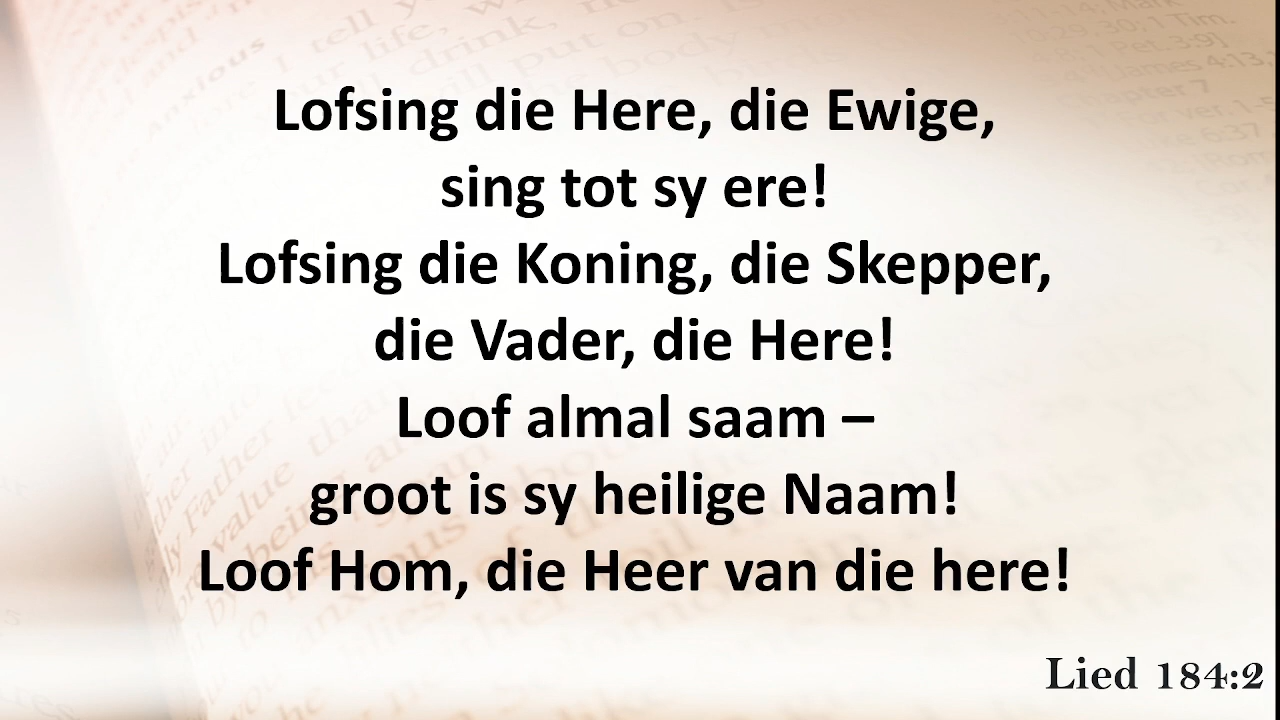 Lofsing die Here, die Ewige,
sing tot sy ere!
Lofsing die Koning, die Skepper,
die Vader, die Here!
Loof almal saam –
groot is sy heilige Naam!
Loof Hom, die Heer van die here!
Lied 184:2